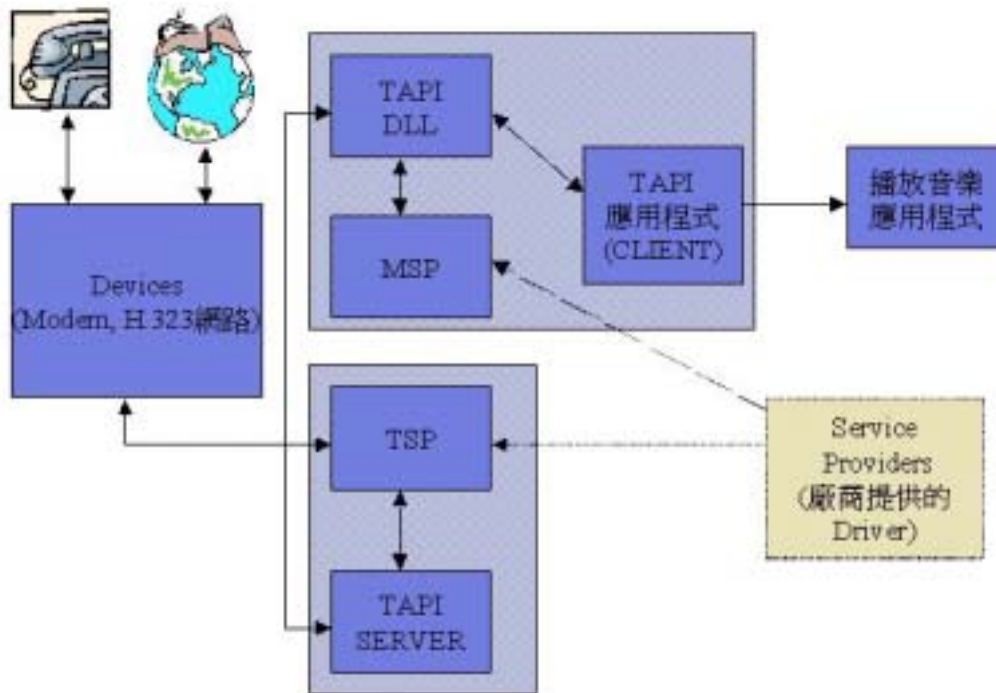 TAPI
DLL
TAPI
應用程式
(CLIENT)
播放音樂
應用程式
MSP
Devices
(Modem, H.323網路)
TSP
Service
Providers
(廠商提供的
Driver)
TAPI
SERVER